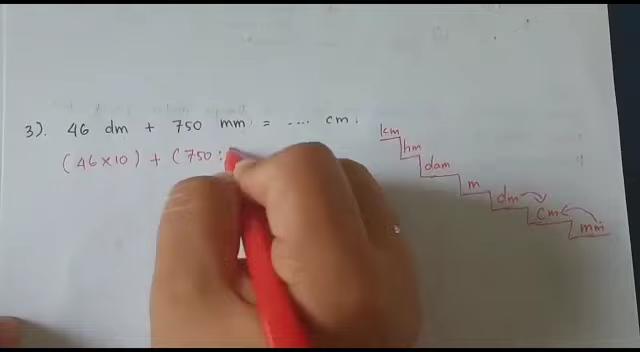 3). 46 dm + 750 mm = .... cm.
(46 x 10) + (750 :
km
hm
dam
m
dm
cm
mm